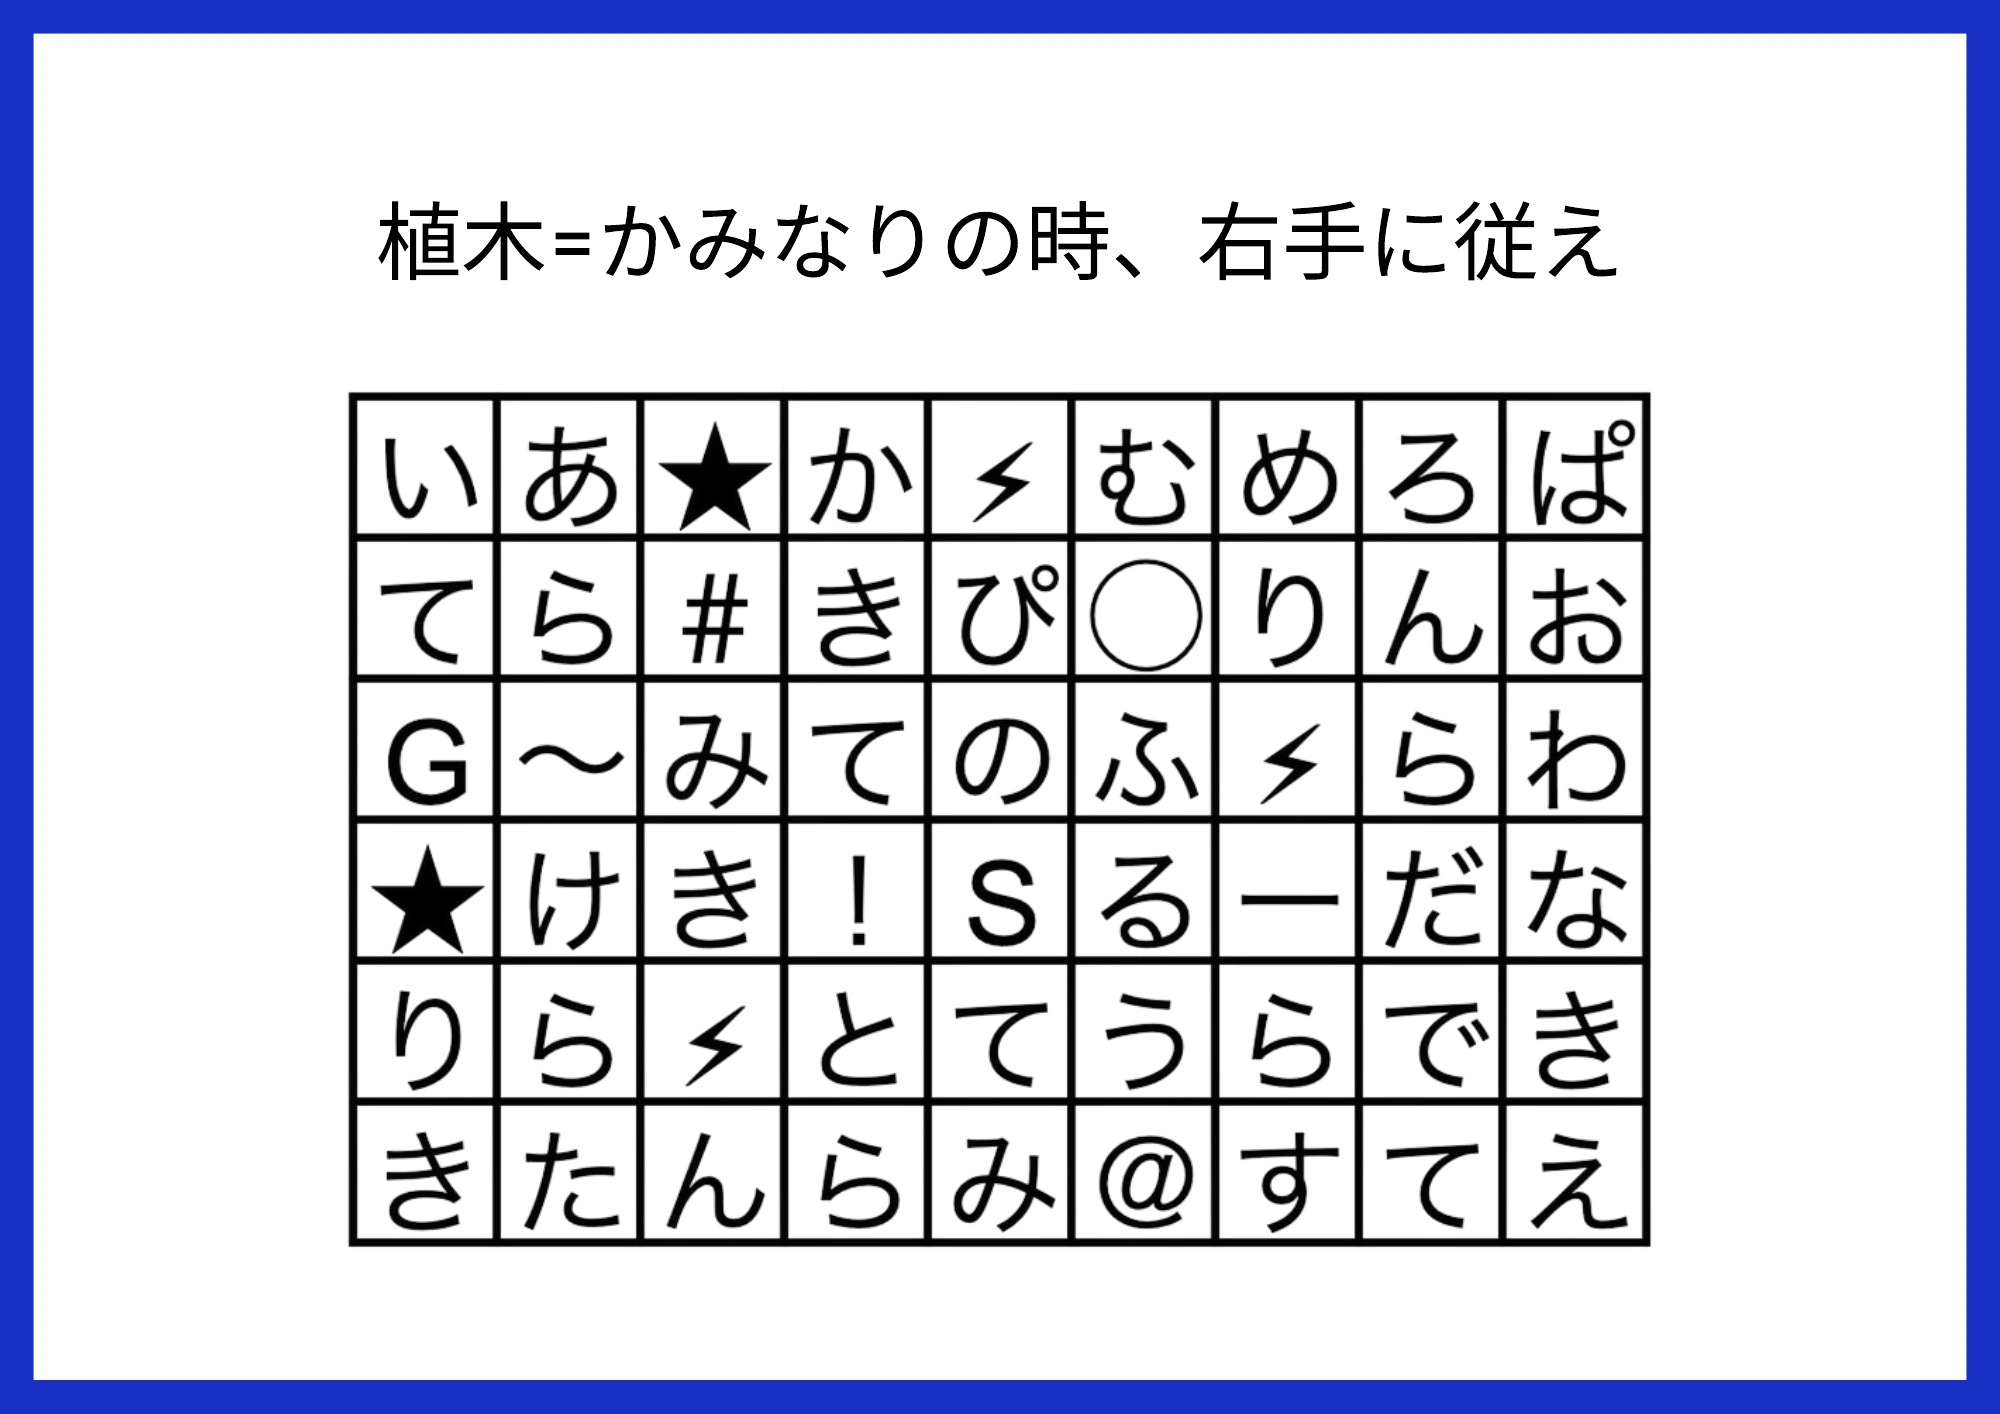 植木=かみなりの時、右手に従え
い あ ★ か ⚡ む め ろ ぱ
て ら # き ぴ ◯ り ん お
G 〜 み て の ふ ⚡ ら わ
★ け き ! S る ー だ な
り ら ⚡ と て う ら で き
き た ん ら み @ す て え